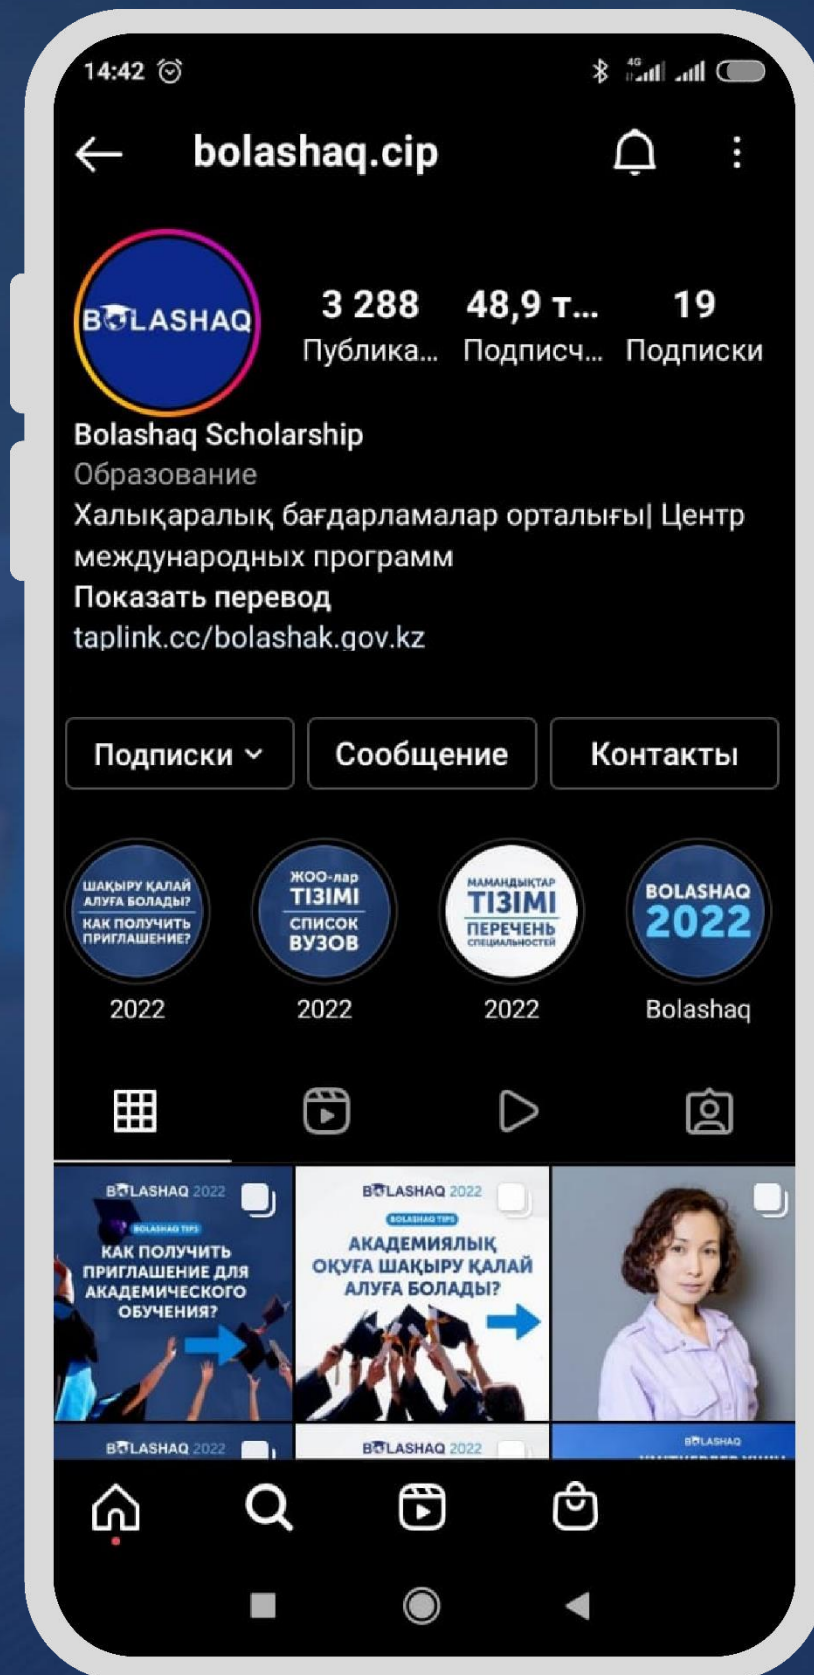 14:42
4G
bolashaq.cip
BOLASHAQ
3 288 48,9 т... 19
Публика... Подписч... Подписки
Bolashaq Scholarship
Образование
Халықаралық бағдарламалар орталығы| Центр
международных программ
Показать перевод
taplink.cc/bolashak.gov.kz
Подписки Сообщение Контакты
ШАҚЫРУ ҚАЛАЙ
АЛУҒА БОЛАДЫ?
КАК ПОЛУЧИТЬ
ПРИГЛАШЕНИЕ?
ЖОО-лар
ТІЗІМІ
СПИСОК
ВУЗОВ
МАМАНДЫҚТАР
ТІЗІМІ
ПЕРЕЧЕНЬ
СПЕЦИАЛЬНОСТЕЙ
BOLASHAQ
2022
2022 2022 2022 Bolashaq
BOLASHAQ 2022
BOLASHAQ TIPS
КАК ПОЛУЧИТЬ
ПРИГЛАШЕНИЕ ДЛЯ
АКАДЕМИЧЕСКОГО
ОБУЧЕНИЯ?
BOLASHAQ 2022
BOLASHAQ TIPS
АКАДЕМИЯЛЫҚ
ОҚУҒА ШАҚЫРУ ҚАЛАЙ
АЛУҒА БОЛАДЫ?
BOLASHAQ 2022
BOLASHAQ 2022
BOLASHAQ